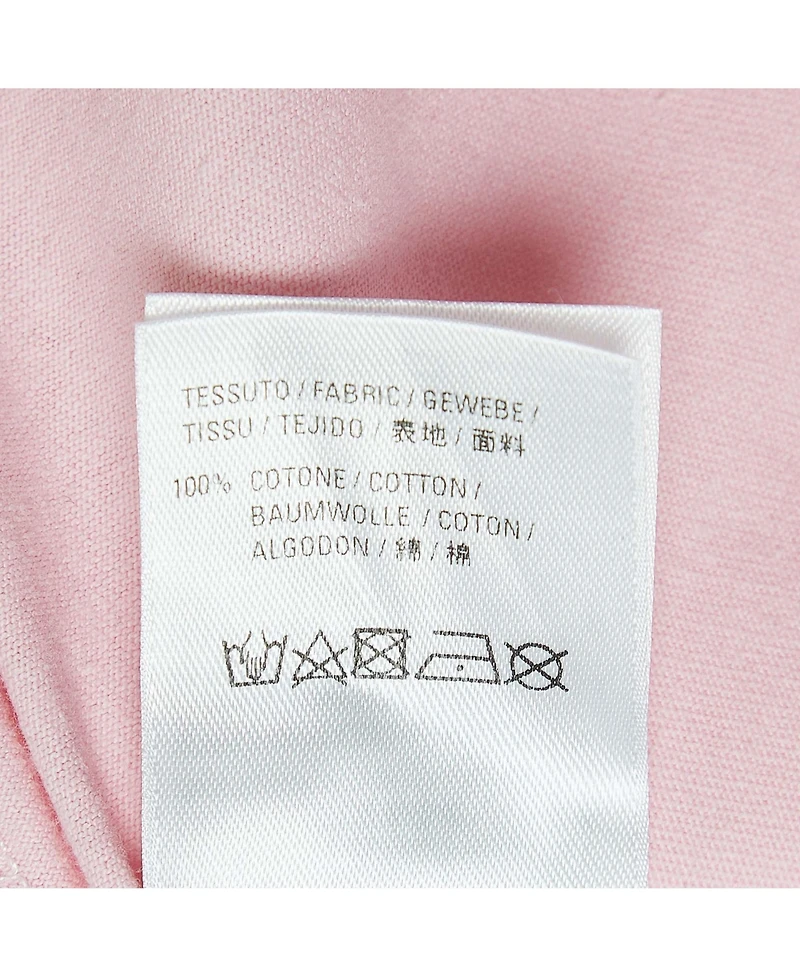 TESSUTO / FABRIC / GEWEBE /
TISSU / TEJIDO / 表地 / 面料
100% COTONE / COTTON /
BAUMWOLLE / COTON /
ALGODON / 綿 / 棉